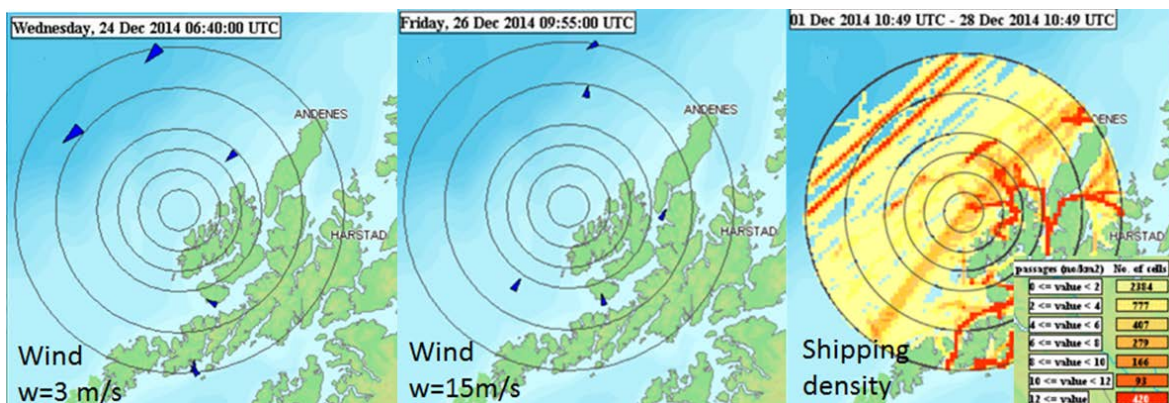 Wednesday, 24 Dec 2014 06:40:00 UTC
ANDENES
HARSTAD
Wind
w=3 m/s
Friday, 26 Dec 2014 09:55:00 UTC
ANDENES
HARSTAD
Wind
w=15m/s
01 Dec 2014 10:49 UTC - 28 Dec 2014 10:49 UTC
DENES
HARSTAD
Shipping
density
passages (no/km2) No. of cells
0 <= value < 2 2384
2 <= value < 4 777
4 <= value < 6 407
6 <= value < 8 279
8 <= value < 10 166
10 <= value < 12 93
12 <= value 420